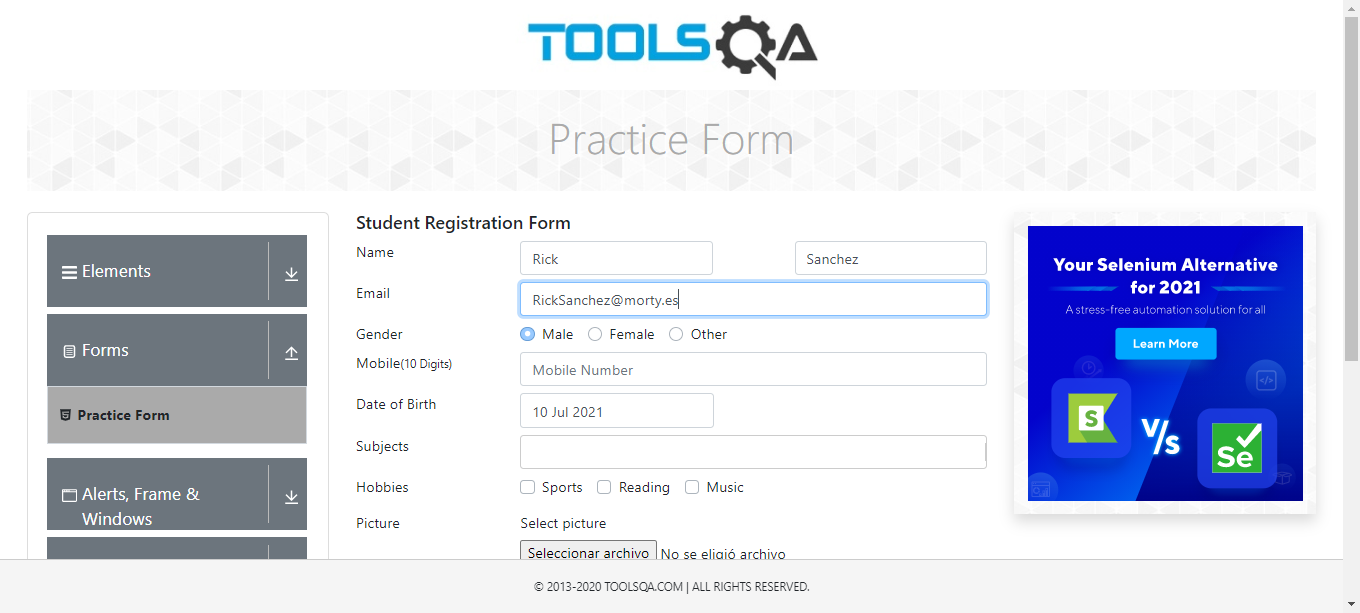 TOOLSQA
Practice Form
Elements
Forms
Practice Form
Alerts, Frame &
Windows
Student Registration Form
Name
Rick
Sanchez
Email
RickSanchez@morty.es
Gender
Male
Female
Other
Mobile(10 Digits)
Mobile Number
Date of Birth
10 Jul 2021
Subjects
Hobbies
Sports
Reading
Music
Picture
Select picture
Seleccionar archivo No se eligió archivo
Your Selenium Alternative
for 2021
A stress-free automation solution for all
Learn More
S
V/s
Se
© 2013-2020 TOOLSQA.COM | ALL RIGHTS RESERVED.